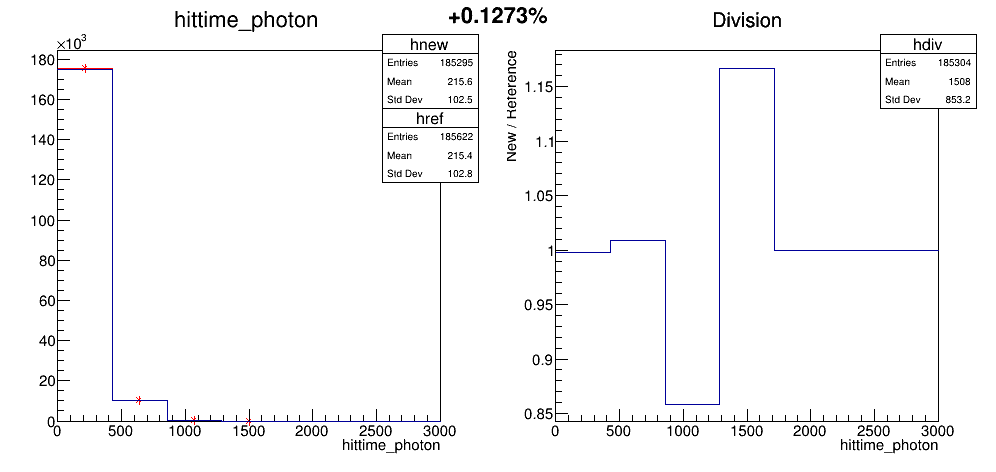 +0.1273%
hittime_photon
×10³
180
160
140
120
100
80
60
40
20
0
0 500 1000 1500 2000 2500 3000
hittime_photon
hnew
Entries 185295
Mean 215.6
Std Dev 102.5
href
Entries 185622
Mean 215.4
Std Dev 102.8
Division
New / Reference
1.15
1.1
1.05
1
0.95
0.9
0.85
0 500 1000 1500 2000 2500 3000
hittime_photon
hdiv
Entries 185304
Mean 1508
Std Dev 853.2